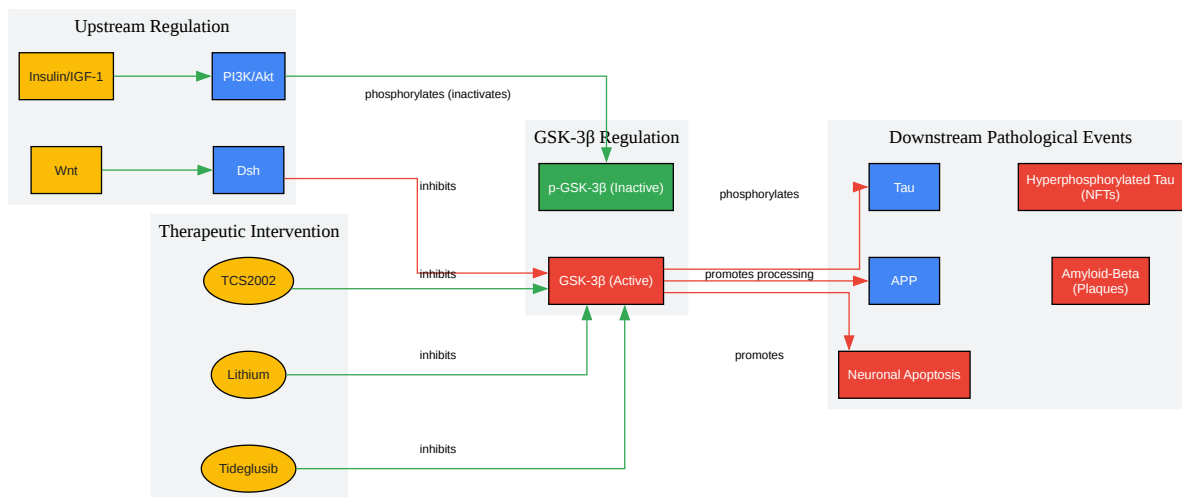 Upstream Regulation
Insulin/IGF-1
PI3K/Akt
phosphorylates (inactivates)
Wnt
Dsh
inhibits
GSK-3β Regulation
p-GSK-3β (Inactive)
GSK-3β (Active)
Therapeutic Intervention
TCS2002
inhibits
Lithium
inhibits
Tideglusib
inhibits
phosphorylates
promotes processing
promotes
Downstream Pathological Events
Tau
Hyperphosphorylated Tau
(NFTs)
APP
Amyloid-Beta
(Plaques)
Neuronal Apoptosis